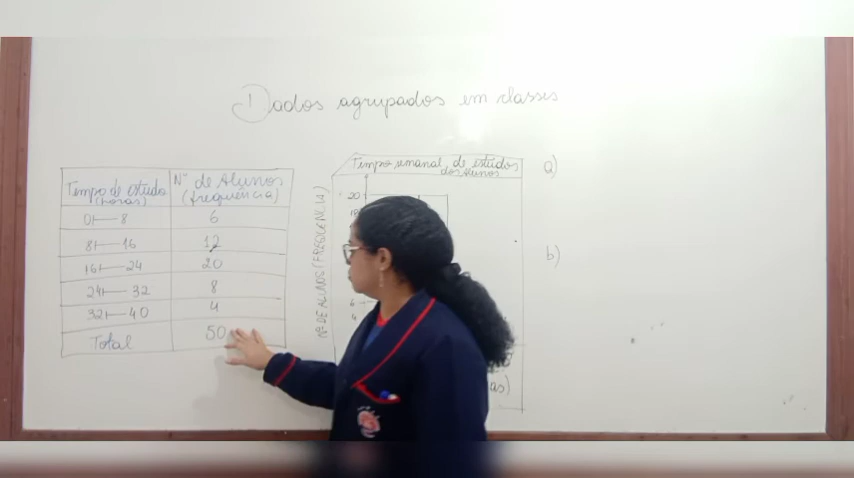 Dados agrupados em classes
Tempo de estudo
(horas)
Nº de Alunos
(frequência)
0⊢8 6
8⊢16 12
16⊢24 20
24⊢32 8
32⊢40 4
Total 50
Tempo semanal de estudos
dos Alunos
Nº DE ALUNOS (FREQUENCIA)
20
6
4
as)
a)
b)